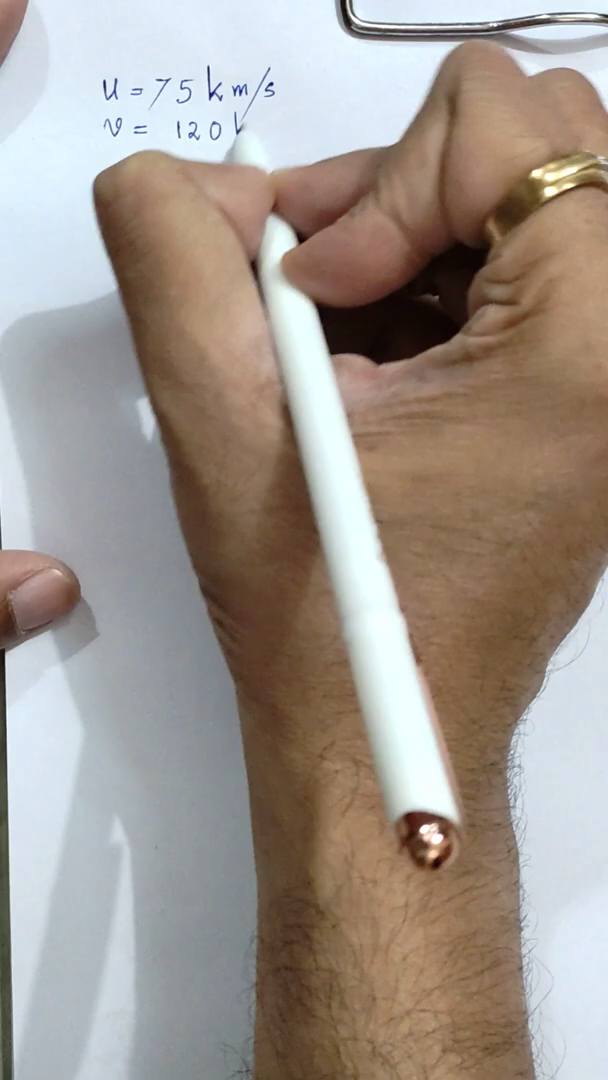 u = 75 km/s
v = 120 k